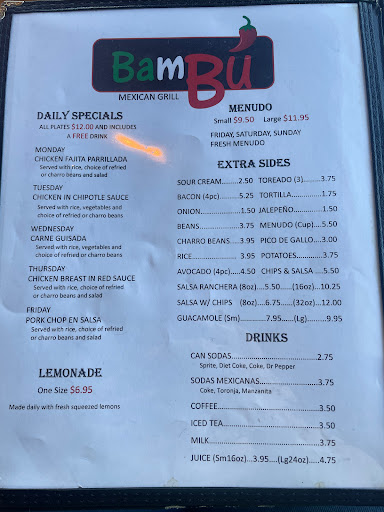 BamBÚ
MEXICAN GRILL
DAILY SPECIALS
ALL PLATES $12.00 AND INCLUDES
A FREE DRINK
MONDAY
CHICKEN FAJITA PARRILLADA
Served with rice, choice of refried
or charro beans and salad
TUESDAY
CHICKEN IN CHIPOTLE SAUCE
Served with rice, vegetables and
choice of refried or charro beans
WEDNESDAY
CARNE GUISADA
Served with rice, vegetables and
choice of refried or charro beans
THURSDAY
CHICKEN BREAST IN RED SAUCE
Served with rice, choice of refried
or charro beans and salad
FRIDAY
PORK CHOP EN SALSA
Served with rice, choice of refried
or charro beans and salad
LEMONADE
One Size $6.95
Made daily with fresh squeezed lemons
MENUDO
Small $9.50 Large $11.95
FRIDAY, SATURDAY, SUNDAY
FRESH MENUDO
EXTRA SIDES
SOUR CREAM........2.50 TOREADO (3).........3.75
BACON (4pc)........5.25 TORTILLA..............1.75
ONION..................1.50 JALEPEÑO.............1.50
BEANS..................3.75 MENUDO (Cup)....5.50
CHARRO BEANS....3.95 PICO DE GALLO....3.00
RICE.....................3.95 POTATOES............3.75
AVOCADO (4pc)....4.50 CHIPS & SALSA ....5.50
SALSA RANCHERA (8oz)....5.50......(16oz)...10.25
SALSA W/ CHIPS (8oz)......6.75......(32oz)...12.00
GUACAMOLE (Sm)..............7.95......(Lg)..........9.95
DRINKS
CAN SODAS.............................2.75
Sprite, Diet Coke, Coke, Dr Pepper
SODAS MEXICANAS....................3.75
Coke, Toronja, Manzanita
COFFEE....................................3.50
ICED TEA..................................3.50
MILK........................................3.75
JUICE (Sm16oz)...3.95....(Lg24oz).....4.75